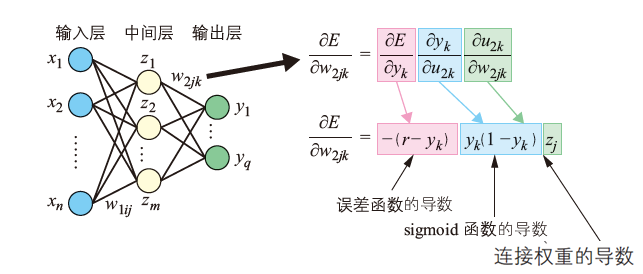 输入层 中间层 输出层
x₁ z₁ w₂ⱼₖ
x₂ z₂ y₁
y_q
xₙ w₁ᵢⱼ zₘ
∂E/∂w₂ⱼₖ = ∂E/∂yₖ ∂yₖ/∂u₂ₖ ∂u₂ₖ/∂w₂ⱼₖ
∂E/∂w₂ⱼₖ = −(r−yₖ) yₖ(1−yₖ) zⱼ
误差函数的导数
sigmoid 函数的导数
连接权重的导数